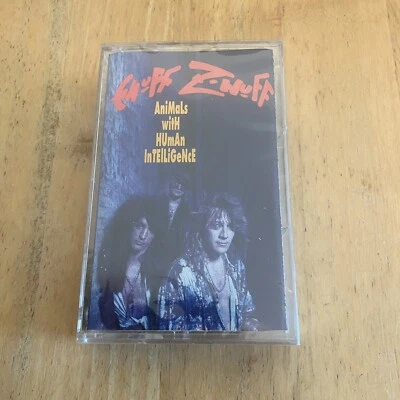 ENUFF Z'NUFF
AniMaLs
witH
HUmAn
InTElLiGeNcE